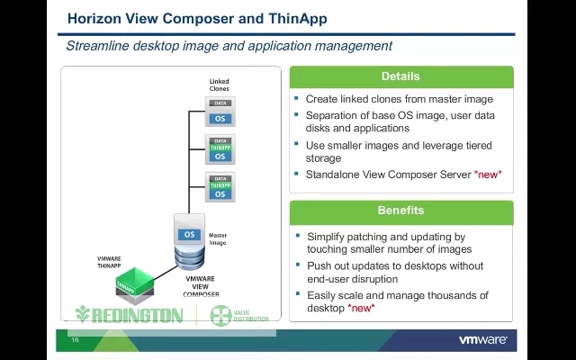 Horizon View Composer and ThinApp
Streamline desktop image and application management
Linked
Clones
DATA
OS
DATA
THINAPP
OS
DATA
THINAPP
OS
OS
Master
Image
VMWARE
THINAPP
VMWARE
VIEW
COMPOSER
REDINGTON
VALUE
DISTRIBUTION
Details
Create linked clones from master image
Separation of base OS image, user data
disks and applications
Use smaller images and leverage tiered
storage
Standalone View Composer Server *new*
Benefits
Simplify patching and updating by
touching smaller number of images
Push out updates to desktops without
end-user disruption
Easily scale and manage thousands of
desktop *new*
16
vmware